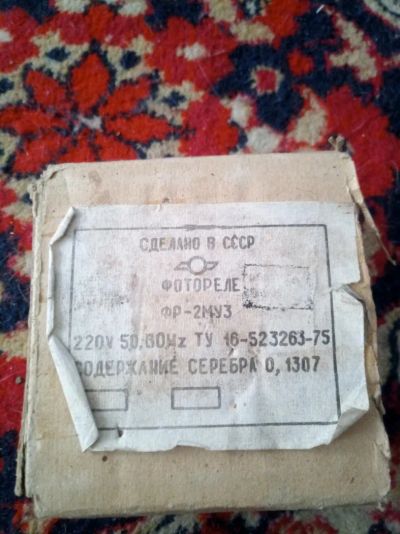 СДЕЛАНО В СССР
ФОТОРЕЛЕ
ФР-2МУЗ
220V 50,60Hz ТУ 16-523263-75
СОДЕРЖАНИЕ СЕРЕБРА 0,1307